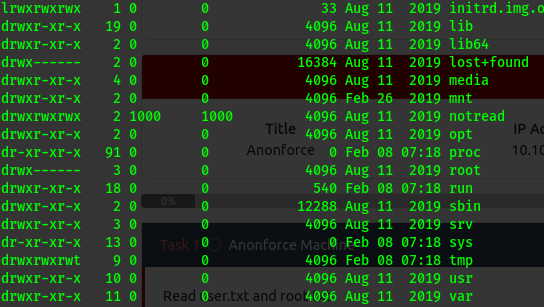 lrwxrwxrwx 1 0 0 33 Aug 11 2019 initrd.img.o
drwxr-xr-x 19 0 0 4096 Aug 11 2019 lib
drwxr-xr-x 2 0 0 4096 Aug 11 2019 lib64
drwx------ 2 0 0 16384 Aug 11 2019 lost+found
drwxr-xr-x 4 0 0 4096 Aug 11 2019 media
drwxr-xr-x 2 0 0 4096 Feb 26 2019 mnt
drwxrwxrwx 2 1000 1000 4096 Aug 11 2019 notread
Title IP A
drwxr-xr-x 2 0 0 4096 Aug 11 2019 opt
Anonforce 10.10
dr-xr-xr-x 91 0 0 0 Feb 08 07:18 proc
drwx------ 3 0 0 4096 Aug 11 2019 root
drwxr-xr-x 18 0 0 540 Feb 08 07:18 run
0%
drwxr-xr-x 2 0 0 12288 Aug 11 2019 sbin
drwxr-xr-x 3 0 0 4096 Aug 11 2019 srv
dr-xr-xr-x 13 0 0 0 Feb 08 07:18 sys
Task 1 Anonforce Machine
drwxrwxrwt 9 0 0 4096 Feb 08 07:18 tmp
drwxr-xr-x 10 0 0 4096 Aug 11 2019 usr
drwxr-xr-x 11 0 0 4096 Aug 11 2019 var
Read user.txt and root